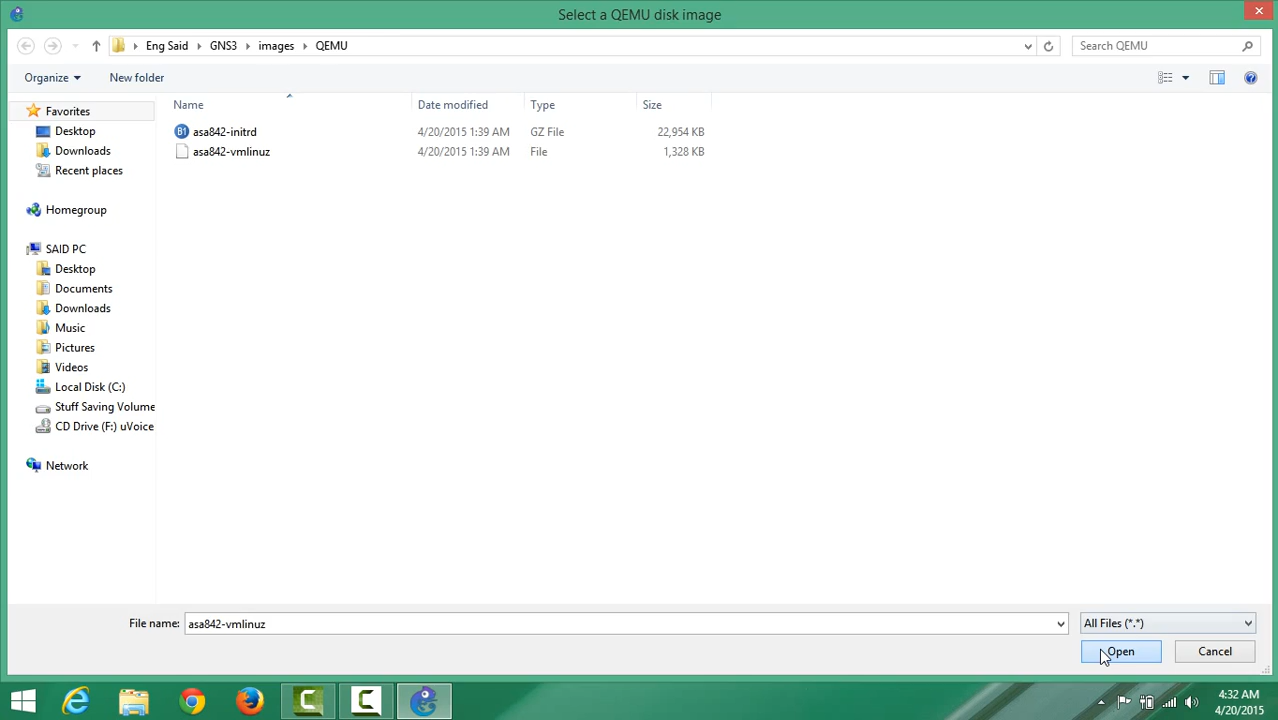 Select a QEMU disk image
Eng Said GNS3 images QEMU
Search QEMU
Organize New folder
Name Date modified Type Size
Favorites
Desktop
Downloads
Recent places
Homegroup
SAID PC
Desktop
Documents
Downloads
Music
Pictures
Videos
Local Disk (C:)
Stuff Saving Volume
CD Drive (F:) uVoice
Network
B1 asa842-initrd 4/20/2015 1:39 AM GZ File 22,954 KB
asa842-vmlinuz 4/20/2015 1:39 AM File 1,328 KB
File name: asa842-vmlinuz All Files (*.*)
Open Cancel
4:32 AM
4/20/2015